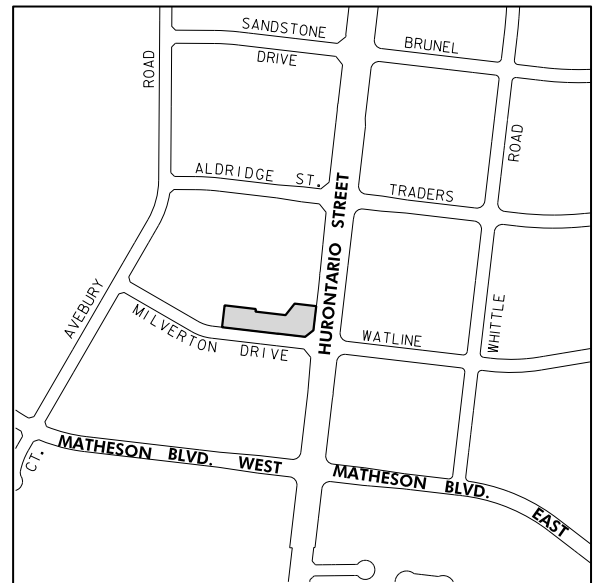 SANDSTONE
DRIVE
BRUNEL
ROAD
ROAD
ALDRIDGE ST.
TRADERS
HURONTARIO STREET
AVEBURY
MILVERTON DRIVE
WATLINE
WHITTLE
MATHESON BLVD. WEST
MATHESON BLVD. EAST
CT.